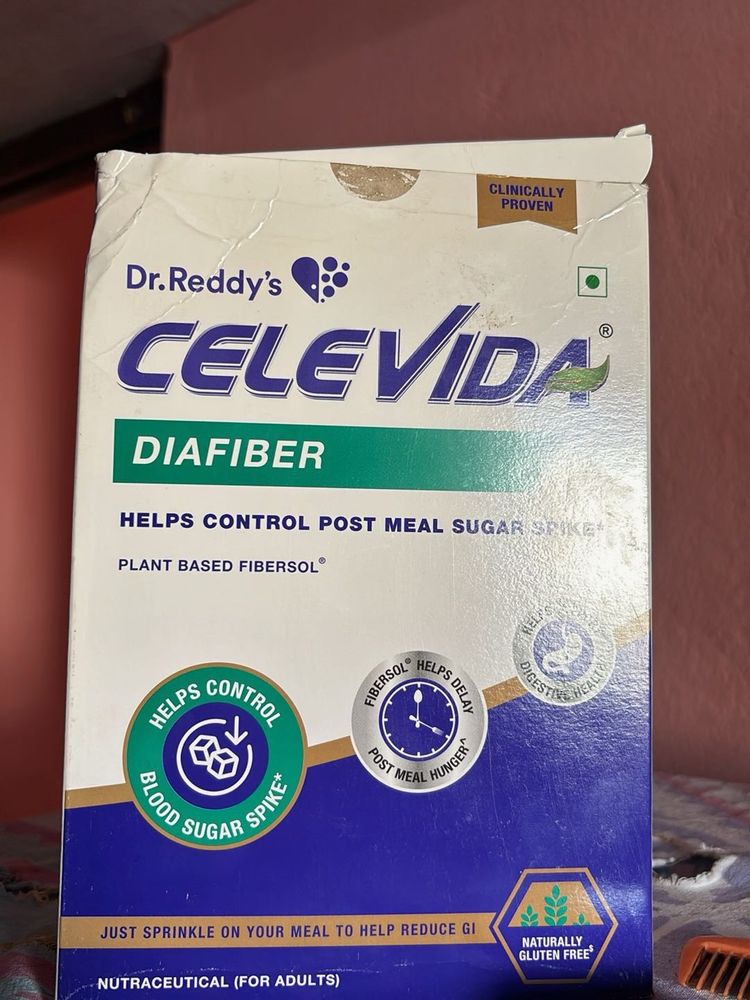 CLINICALLY
PROVEN
Dr.Reddy's
CELEVIDA®
DIAFIBER
HELPS CONTROL POST MEAL SUGAR SPIKE*
PLANT BASED FIBERSOL®
HELPS
DIGESTIVE HEALTH
FIBERSOL® HELPS DELAY
POST MEAL HUNGER^
HELPS CONTROL
BLOOD SUGAR SPIKE*
JUST SPRINKLE ON YOUR MEAL TO HELP REDUCE GI
NATURALLY
GLUTEN FREE$
NUTRACEUTICAL (FOR ADULTS)